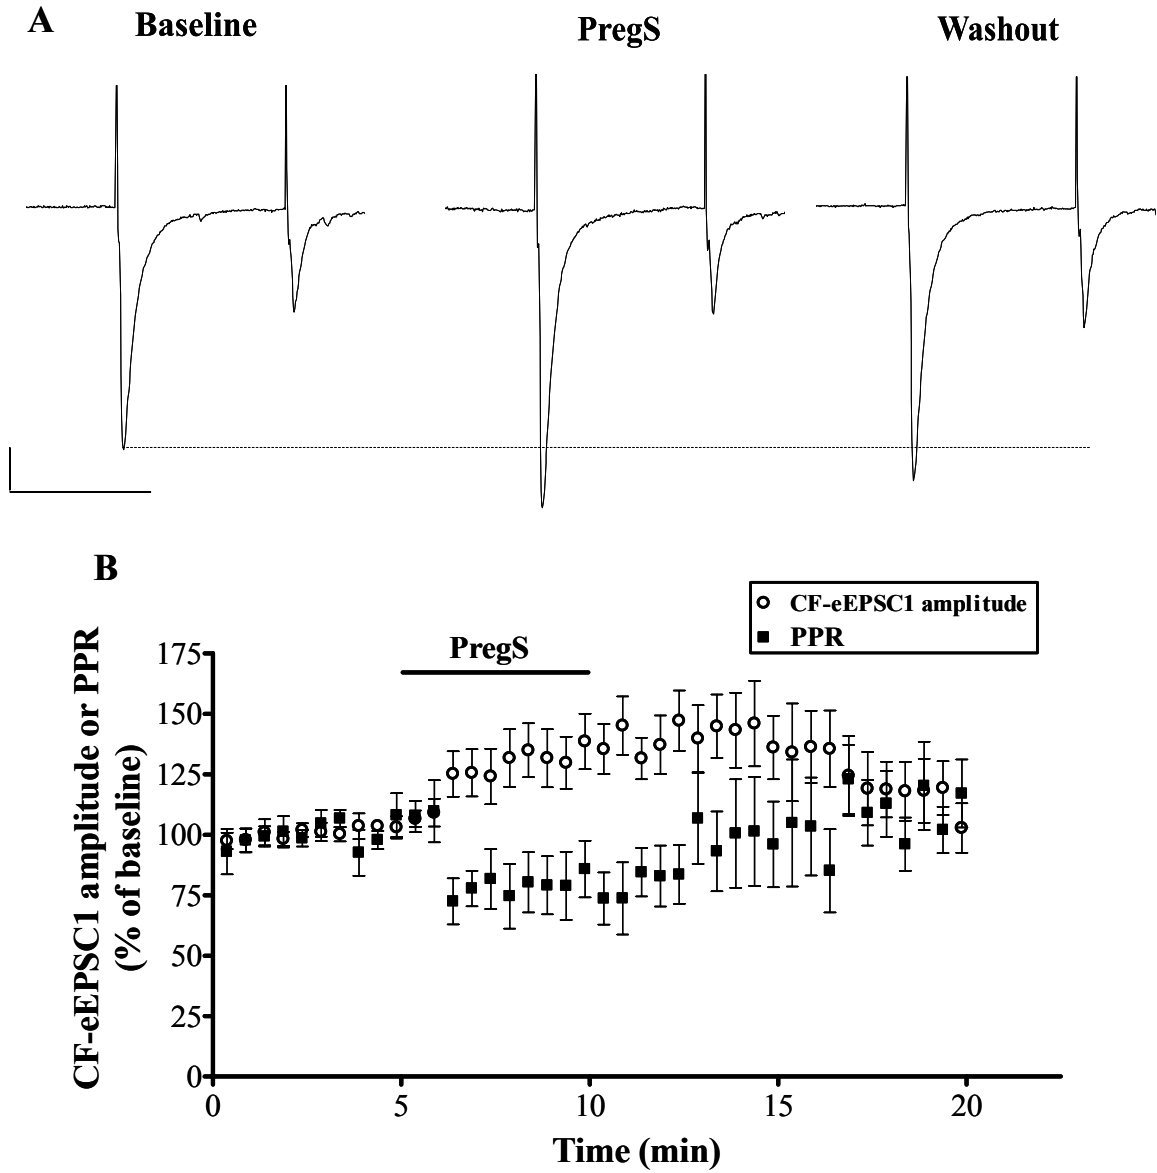 A
Baseline
PregS
Washout
B
CF-eEPSC1 amplitude
PPR
PregS
CF-eEPSC1 amplitude or PPR
(% of baseline)
175
150
125
100
75
50
25
0
0
5
10
15
20
Time (min)